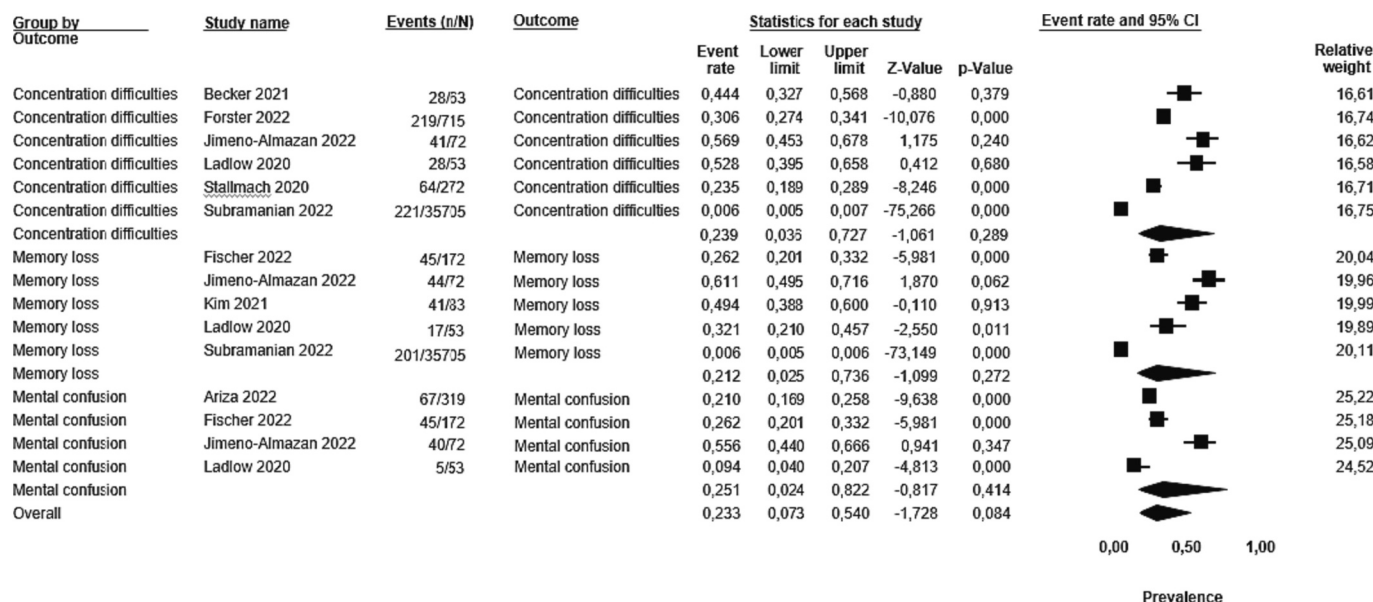 Group by Outcome Study name Events (n/N) Outcome Statistics for each study Event rate and 95% CI
Event rate Lower limit Upper limit Z-Value p-Value Relative weight
Concentration difficulties Becker 2021 28/63 Concentration difficulties 0,444 0,327 0,568 -0,880 0,379 16,61
Concentration difficulties Forster 2022 219/715 Concentration difficulties 0,306 0,274 0,341 -10,076 0,000 16,74
Concentration difficulties Jimeno-Almazan 2022 41/72 Concentration difficulties 0,569 0,453 0,678 1,175 0,240 16,62
Concentration difficulties Ladlow 2020 28/53 Concentration difficulties 0,528 0,395 0,658 0,412 0,680 16,58
Concentration difficulties Stallmach 2020 64/272 Concentration difficulties 0,235 0,189 0,289 -8,246 0,000 16,71
Concentration difficulties Subramanian 2022 221/35705 Concentration difficulties 0,006 0,005 0,007 -75,266 0,000 16,75
Concentration difficulties 0,239 0,036 0,727 -1,061 0,289
Memory loss Fischer 2022 45/172 Memory loss 0,262 0,201 0,332 -5,981 0,000 20,04
Memory loss Jimeno-Almazan 2022 44/72 Memory loss 0,611 0,495 0,716 1,870 0,062 19,96
Memory loss Kim 2021 41/83 Memory loss 0,494 0,388 0,600 -0,110 0,913 19,99
Memory loss Ladlow 2020 17/53 Memory loss 0,321 0,210 0,457 -2,550 0,011 19,89
Memory loss Subramanian 2022 201/35705 Memory loss 0,006 0,005 0,006 -73,149 0,000 20,11
Memory loss 0,212 0,025 0,736 -1,099 0,272
Mental confusion Ariza 2022 67/319 Mental confusion 0,210 0,169 0,258 -9,638 0,000 25,22
Mental confusion Fischer 2022 45/172 Mental confusion 0,262 0,201 0,332 -5,981 0,000 25,18
Mental confusion Jimeno-Almazan 2022 40/72 Mental confusion 0,556 0,440 0,666 0,941 0,347 25,09
Mental confusion Ladlow 2020 5/53 Mental confusion 0,094 0,040 0,207 -4,813 0,000 24,52
Mental confusion 0,251 0,024 0,822 -0,817 0,414
Overall 0,233 0,073 0,540 -1,728 0,084
0,00 0,50 1,00
Prevalence